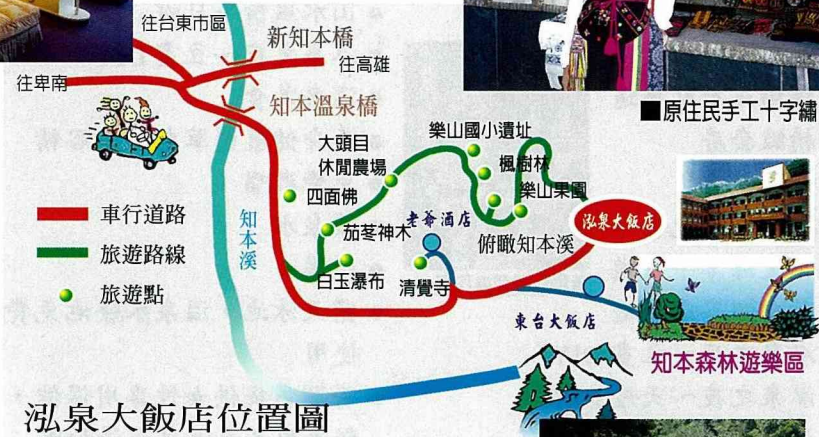 往台東市區
新知本橋
往高雄
往卑南
知本溫泉橋
■原住民手工十字繡
大頭目
休閒農場
樂山國小遺址
楓樹林
樂山果園
四面佛
車行道路
旅遊路線
旅遊點
知本溪
茄苳神木
老爺酒店
俯瞰知本溪
泓泉大飯店
白玉瀑布
清覺寺
東台大飯店
知本森林遊樂區
泓泉大飯店位置圖